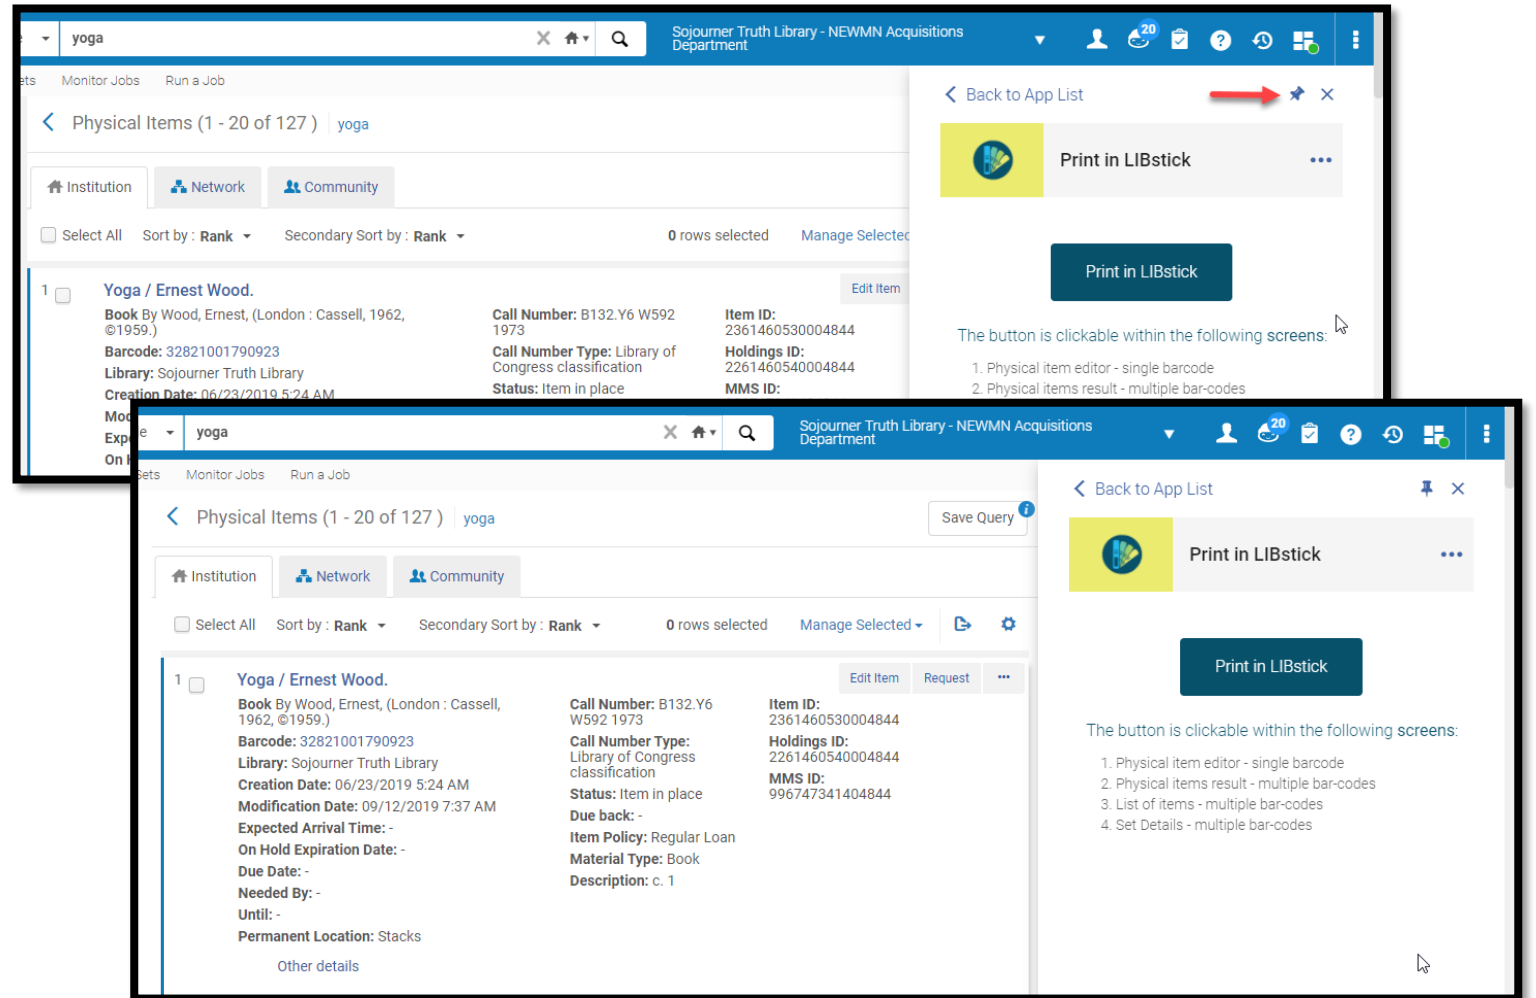 yoga
Sojourner Truth Library - NEWMN Acquisitions
Department
20
Monitor Jobs Run a Job
Back to App List
Physical Items (1 - 20 of 127 ) yoga
Print in LIBstick
Institution Network Community
Select All Sort by : Rank Secondary Sort by : Rank 0 rows selected Manage Selected
Print in LIBstick
1 Yoga / Ernest Wood. Edit Item
Book By Wood, Ernest, (London : Cassell, 1962,
©1959.)
Barcode: 32821001790923
Library: Sojourner Truth Library
Creation Date: 06/23/2019 5:24 AM
Call Number: B132.Y6 W592
1973
Call Number Type: Library of
Congress classification
Status: Item in place
Item ID:
2361460530004844
Holdings ID:
2261460540004844
MMS ID:
The button is clickable within the following screens:
1. Physical item editor - single barcode
2. Physical items result - multiple bar-codes
e yoga
Sojourner Truth Library - NEWMN Acquisitions
Department
20
Monitor Jobs Run a Job
Back to App List
Physical Items (1 - 20 of 127 ) yoga
Save Query i
Print in LIBstick
Institution Network Community
Select All Sort by : Rank Secondary Sort by : Rank 0 rows selected Manage Selected
Print in LIBstick
1 Yoga / Ernest Wood. Edit Item Request
Book By Wood, Ernest, (London : Cassell,
1962, ©1959.)
Barcode: 32821001790923
Library: Sojourner Truth Library
Creation Date: 06/23/2019 5:24 AM
Modification Date: 09/12/2019 7:37 AM
Expected Arrival Time: -
On Hold Expiration Date: -
Due Date: -
Needed By: -
Until: -
Permanent Location: Stacks
Other details
Call Number: B132.Y6
W592 1973
Call Number Type:
Library of Congress
classification
Status: Item in place
Due back: -
Item Policy: Regular Loan
Material Type: Book
Description: c. 1
Item ID:
2361460530004844
Holdings ID:
2261460540004844
MMS ID:
996747341404844
The button is clickable within the following screens:
1. Physical item editor - single barcode
2. Physical items result - multiple bar-codes
3. List of items - multiple bar-codes
4. Set Details - multiple bar-codes